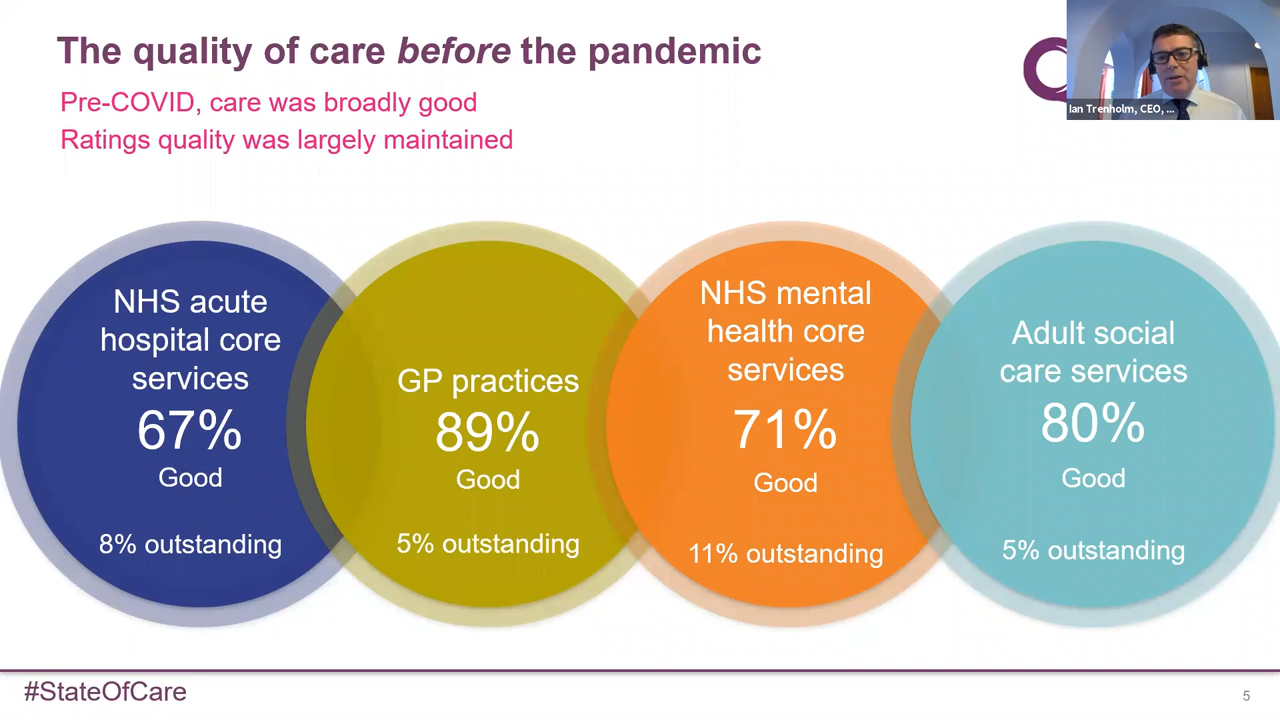 The quality of care before the pandemic
Pre-COVID, care was broadly good
Ratings quality was largely maintained
Ian Trenholm, CEO, ...
NHS acute
hospital core
services
67%
Good
8% outstanding
GP practices
89%
Good
5% outstanding
NHS mental
health core
services
71%
Good
11% outstanding
Adult social
care services
80%
Good
5% outstanding
#StateOfCare
5